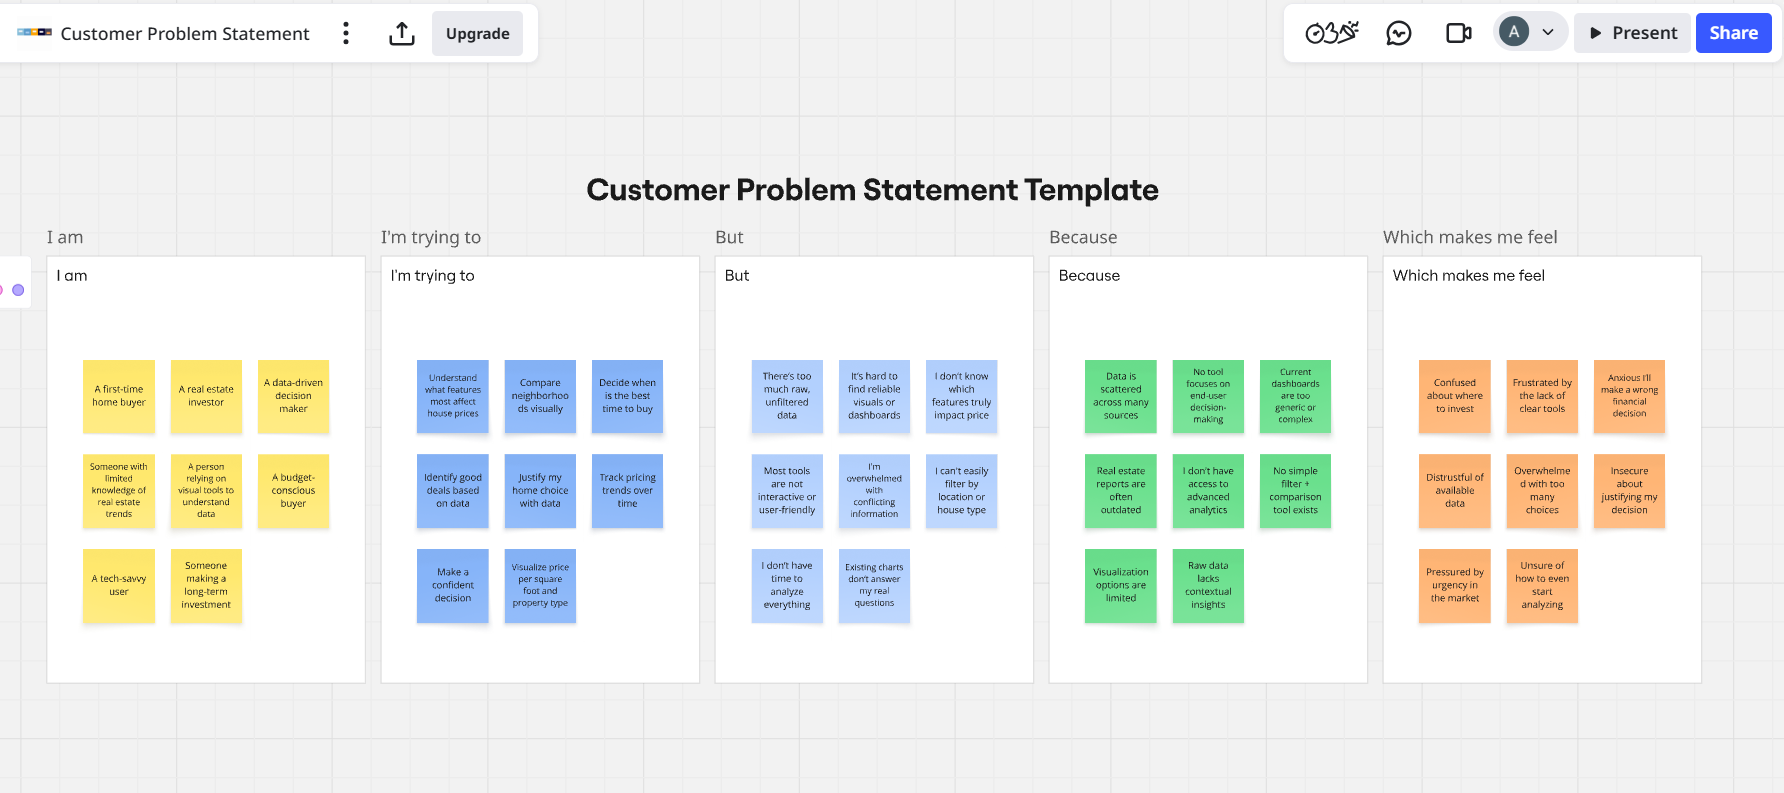 Customer Problem Statement
Upgrade
A
Present
Share
Customer Problem Statement Template
I am
I'm trying to
But
Because
Which makes me feel
I am
A first-time
home buyer
A real estate
investor
A data-driven
decision
maker
Someone with
limited
knowledge of
real estate
trends
A person
relying on
visual tools to
understand
data
A budget-
conscious
buyer
A tech-savvy
user
Someone
making a
long-term
investment
I'm trying to
Understand
what features
most affect
house prices
Compare
neighborhoo
ds visually
Decide when
is the best
time to buy
Identify good
deals based
on data
Justify my
home choice
with data
Track pricing
trends over
time
Make a
confident
decision
Visualize price
per square
foot and
property type
But
There's too
much raw,
unfiltered
data
It's hard to
find reliable
visuals or
dashboards
I don't know
which
features truly
impact price
Most tools
are not
interactive or
user-friendly
I'm
overwhelmed
with
conflicting
information
I can't easily
filter by
location or
house type
I don't have
time to
analyze
everything
Existing charts
don't answer
my real
questions
Because
Data is
scattered
across many
sources
No tool
focuses on
end-user
decision-
making
Current
dashboards
are too
generic or
complex
Real estate
reports are
often
outdated
I don't have
access to
advanced
analytics
No simple
filter +
comparison
tool exists
Visualization
options are
limited
Raw data
lacks
contextual
insights
Which makes me feel
Confused
about where
to invest
Frustrated by
the lack of
clear tools
Anxious I'll
make a wrong
financial
decision
Distrustful of
available
data
Overwhelme
d with too
many
choices
Insecure
about
justifying my
decision
Pressured by
urgency in
the market
Unsure of
how to even
start
analyzing